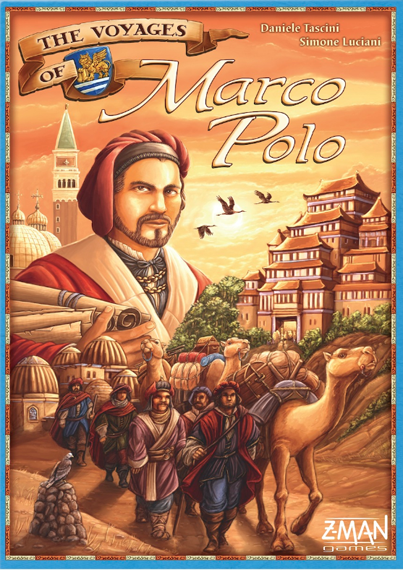 THE VOYAGES
OF
Daniele Tascini
Simone Luciani
Marco
Polo
Z-MAN
games